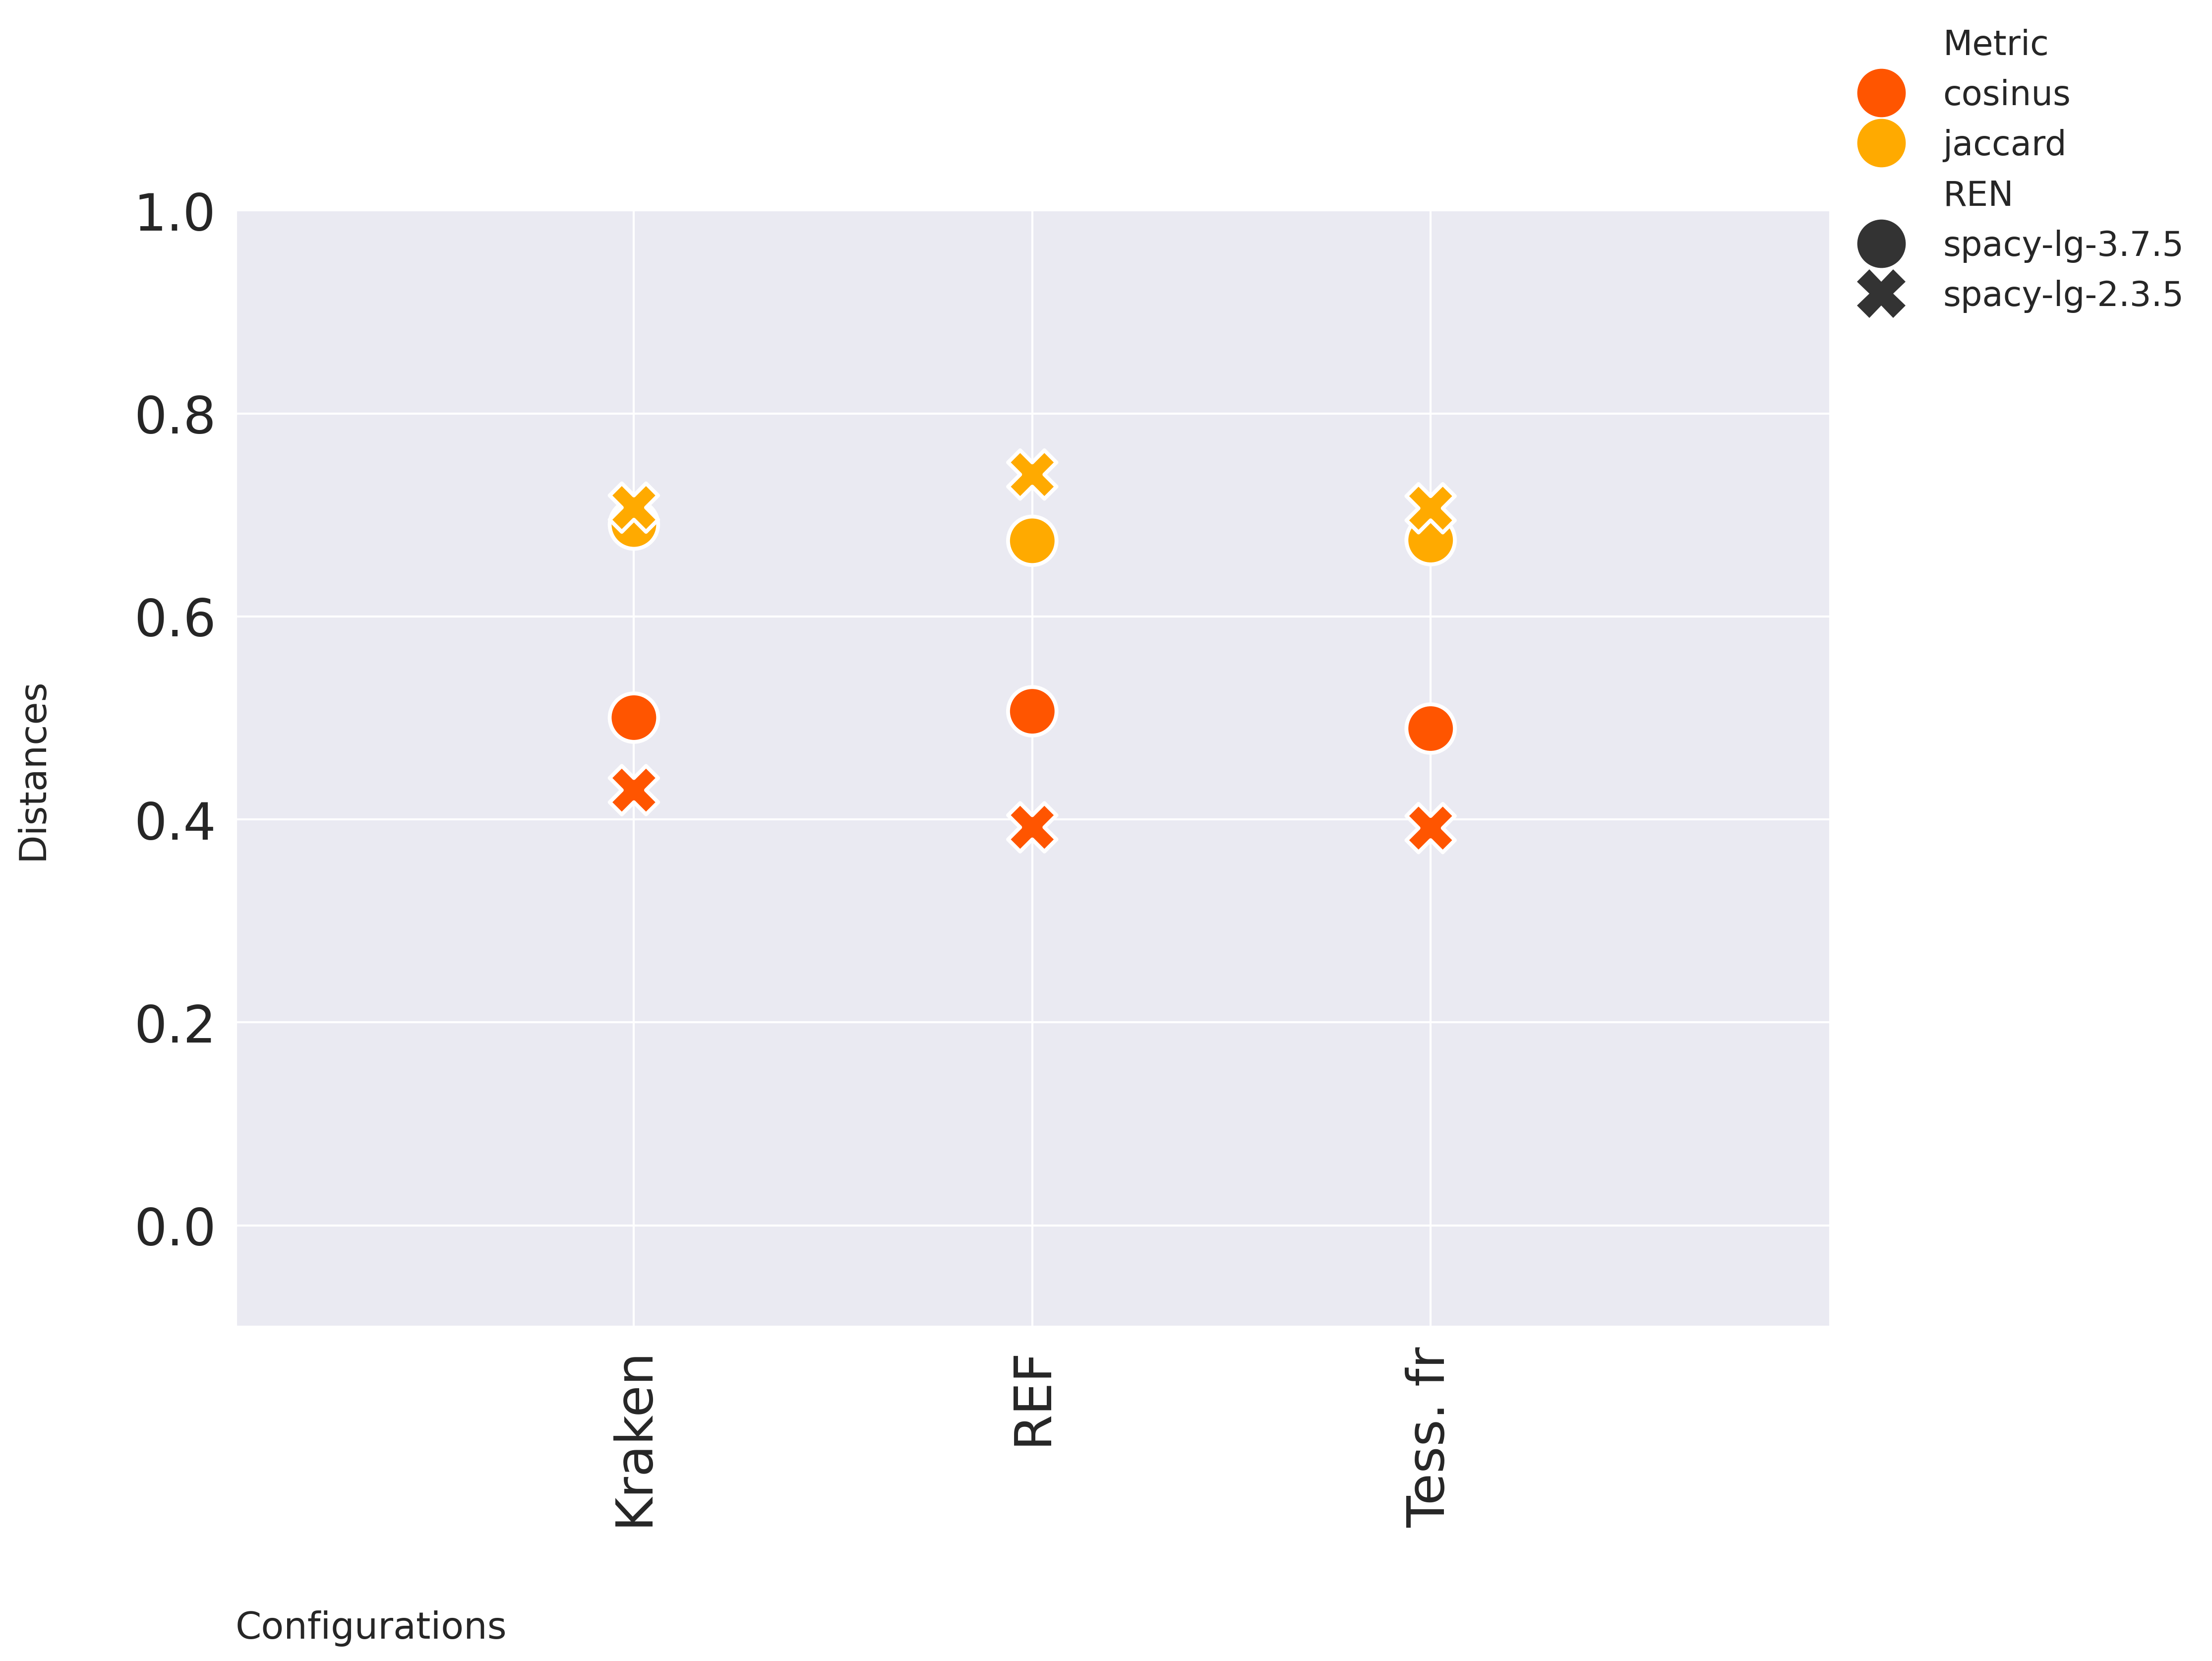 Metric
cosinus
jaccard
REN
spacy-lg-3.7.5
spacy-lg-2.3.5
1.0
0.8
0.6
0.4
0.2
0.0
Distances
Kraken
REF
Tess. fr
Configurations